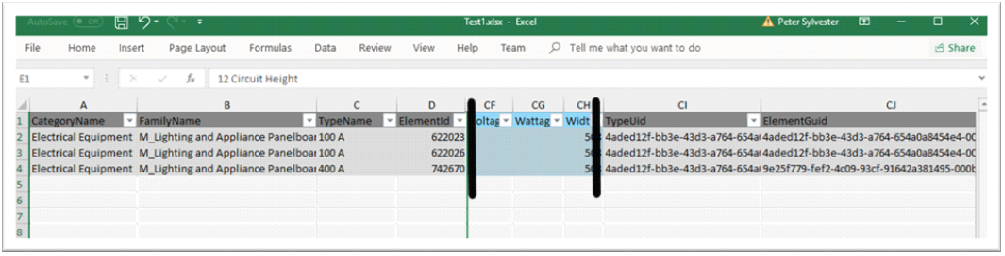 AutoSave Off Test1.xlsx - Excel Peter Sylvester
File Home Insert Page Layout Formulas Data Review View Help Team Tell me what you want to do Share
E1 fx 12 Circuit Height
A B C D CF CG CH CI CJ
1 CategoryName FamilyName TypeName ElementId oltag Wattag Widt TypeUid ElementGuid
2 Electrical Equipment M_Lighting and Appliance Panelboar 100 A 622023 50 4aded12f-bb3e-43d3-a764-654a 4aded12f-bb3e-43d3-a764-654a0a8454e4-00
3 Electrical Equipment M_Lighting and Appliance Panelboar 100 A 622026 50 4aded12f-bb3e-43d3-a764-654a 4aded12f-bb3e-43d3-a764-654a0a8454e4-00
4 Electrical Equipment M_Lighting and Appliance Panelboar 400 A 742670 50 4aded12f-bb3e-43d3-a764-654a 9e25f779-fef2-4c09-93cf-91642a381495-000
5
6
7
8